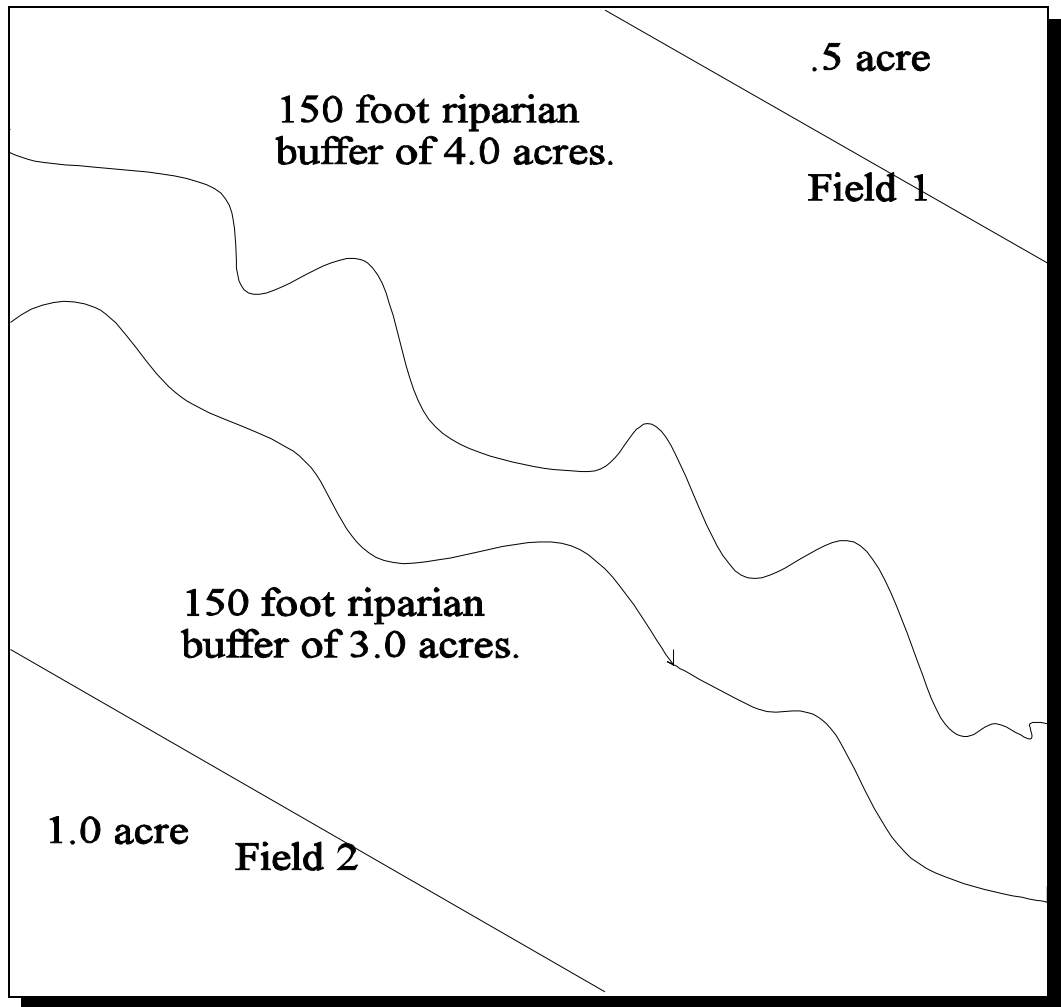 .5 acre
150 foot riparian
buffer of 4.0 acres.
Field 1
150 foot riparian
buffer of 3.0 acres.
1.0 acre
Field 2